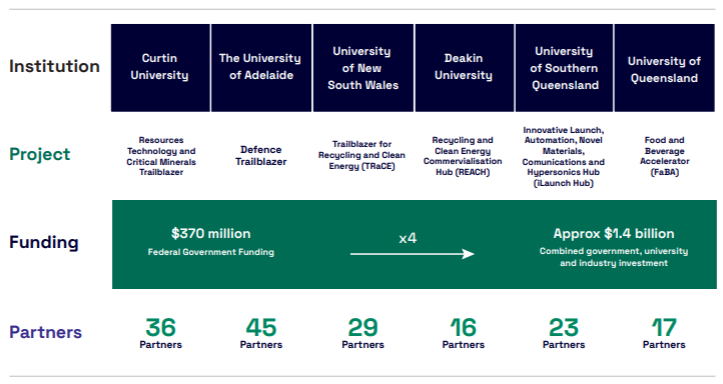 Institution
Curtin
University
The University
of Adelaide
University
of New
South Wales
Deakin
University
University
of Southern
Queensland
University of
Queensland
Project
Resources
Technology and
Critical Minerals
Trailblazer
Defence
Trailblazer
Trailblazer for
Recycling and Clean
Energy (TRaCE)
Recycling and
Clean Energy
Commervialisation
Hub (REACH)
Innovative Launch,
Automation, Novel
Materials,
Comunications and
Hypersonics Hub
(iLaunch Hub)
Food and
Beverage
Accelerator
(FaBA)
Funding
$370 million
Federal Government Funding
x4
Approx $1.4 billion
Combined government, university
and industry investment
Partners
36
Partners
45
Partners
29
Partners
16
Partners
23
Partners
17
Partners